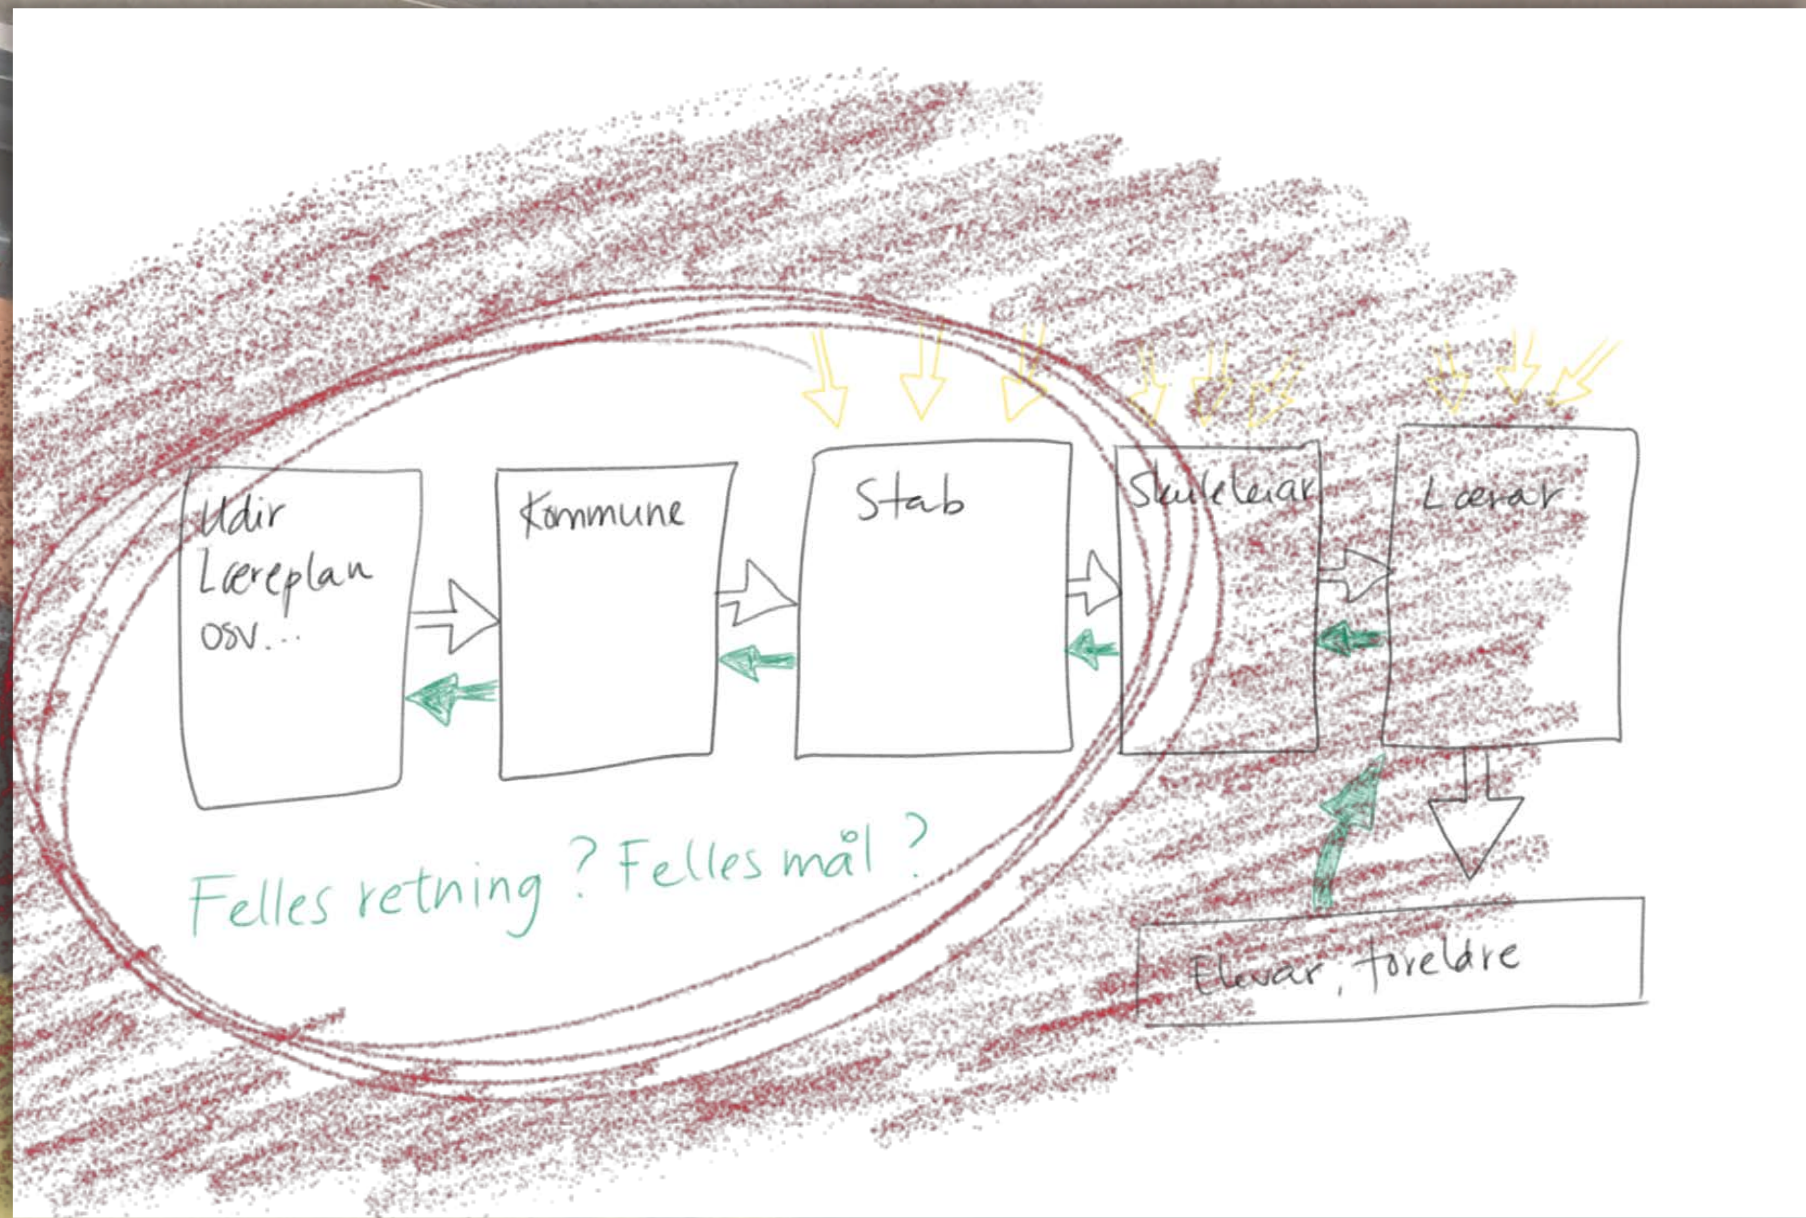 Udir
Læreplan
osv...
Kommune
Stab
Skuleleiar
Lærar
Felles retning? Felles mål?
Elevar, foreldre